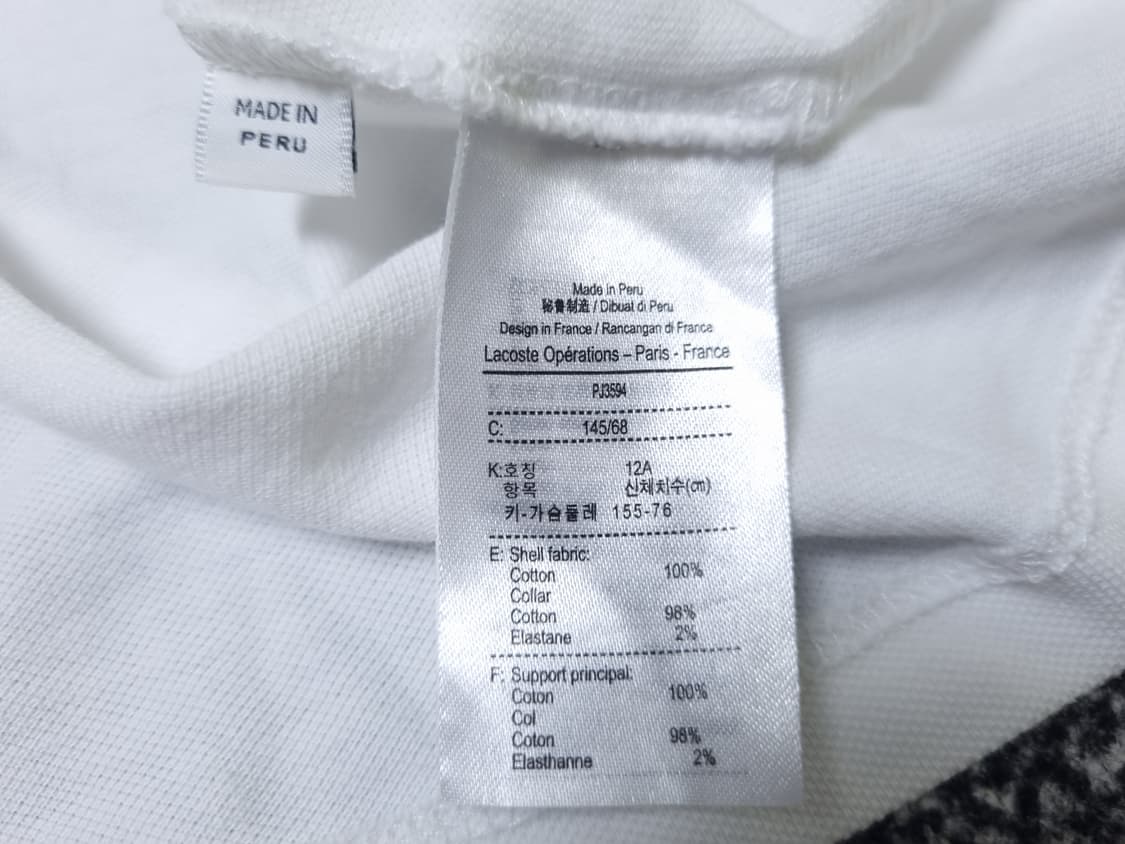 MADE IN
PERU
Made in Peru
秘鲁制造 / Dibuat di Peru
Design in France / Rancangan di France
Lacoste Opérations – Paris - France
PJ3594
C: 145/68
K:호칭 12A
항목 신체치수(㎝)
키-가슴둘레 155-76
E: Shell fabric:
Cotton 100%
Collar
Cotton 98%
Elastane 2%
F: Support principal:
Coton 100%
Col
Coton 98%
Elasthanne 2%